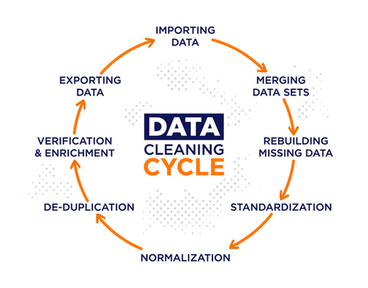 IMPORTING
DATA
MERGING
DATA SETS
REBUILDING
MISSING DATA
STANDARDIZATION
NORMALIZATION
DE-DUPLICATION
VERIFICATION
& ENRICHMENT
EXPORTING
DATA
DATA
CLEANING
CYCLE